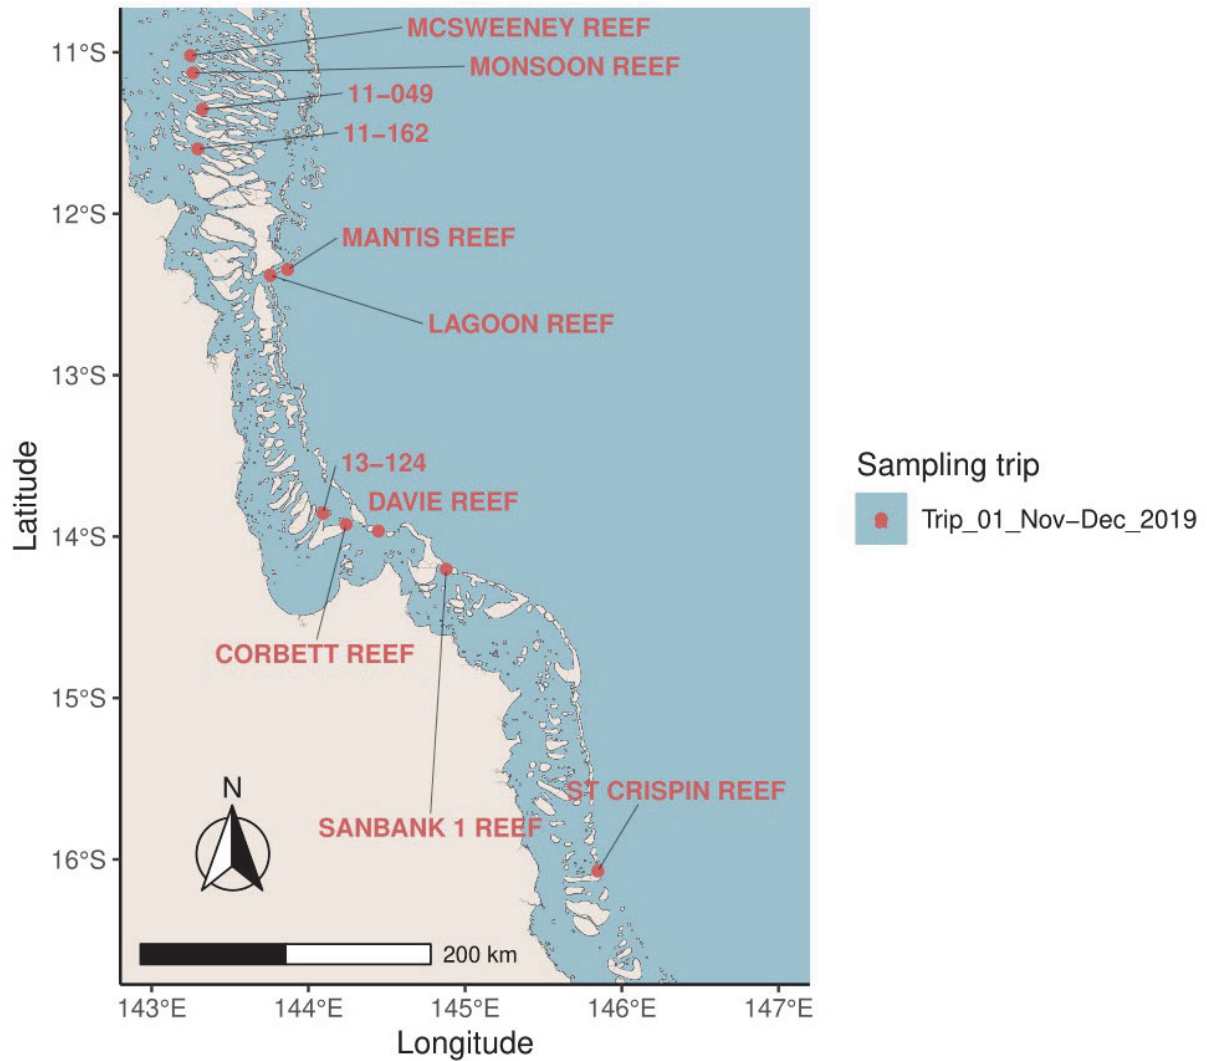 MCSWEENEY REEF
11°S
MONSOON REEF
11−049
11−162
12°S
MANTIS REEF
LAGOON REEF
13°S
13−124
DAVIE REEF
14°S
CORBETT REEF
15°S
ST CRISPIN REEF
SANBANK 1 REEF
16°S
N
200 km
143°E
144°E
145°E
146°E
147°E
Longitude
Latitude
Sampling trip
Trip_01_Nov−Dec_2019